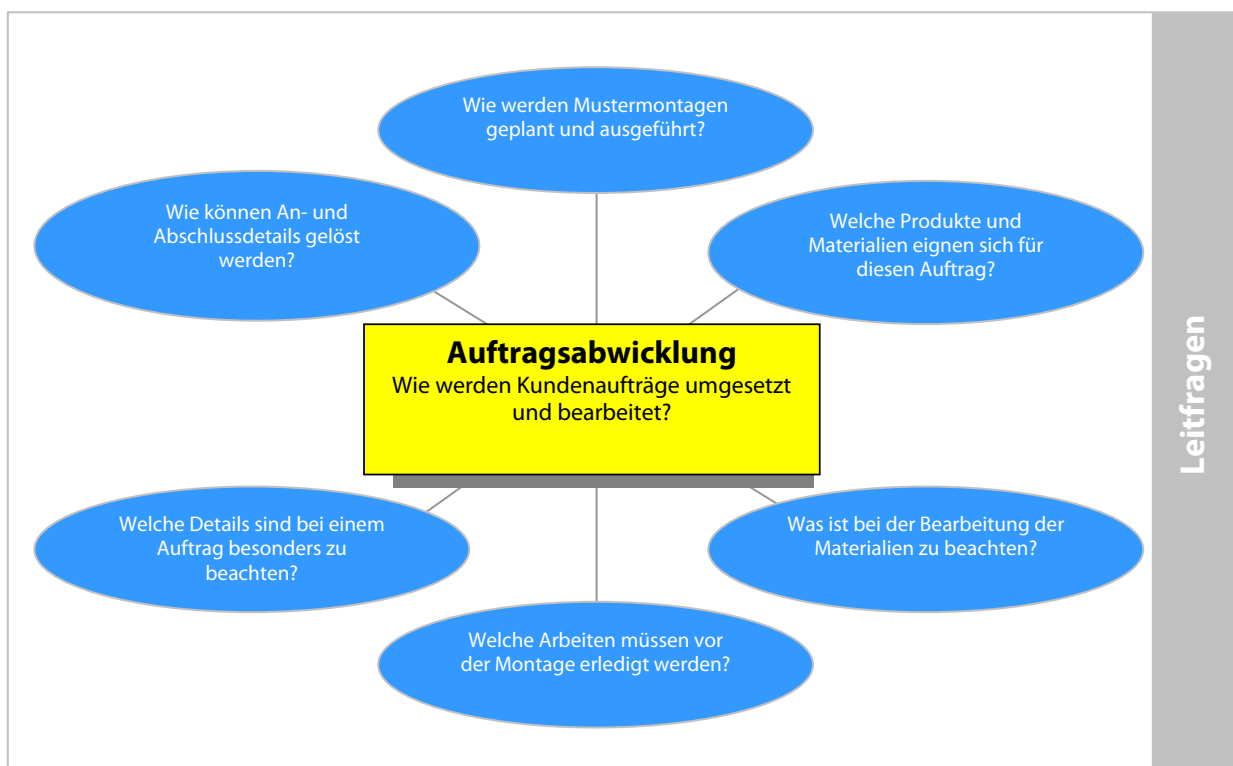 Wie werden Mustermontagen
geplant und ausgeführt?
Wie können An- und
Abschlussdetails gelöst
werden?
Welche Produkte und
Materialien eignen sich für
diesen Auftrag?
Auftragsabwicklung
Wie werden Kundenaufträge umgesetzt
und bearbeitet?
Welche Details sind bei einem
Auftrag besonders zu
beachten?
Was ist bei der Bearbeitung der
Materialien zu beachten?
Welche Arbeiten müssen vor
der Montage erledigt werden?
Leitfragen